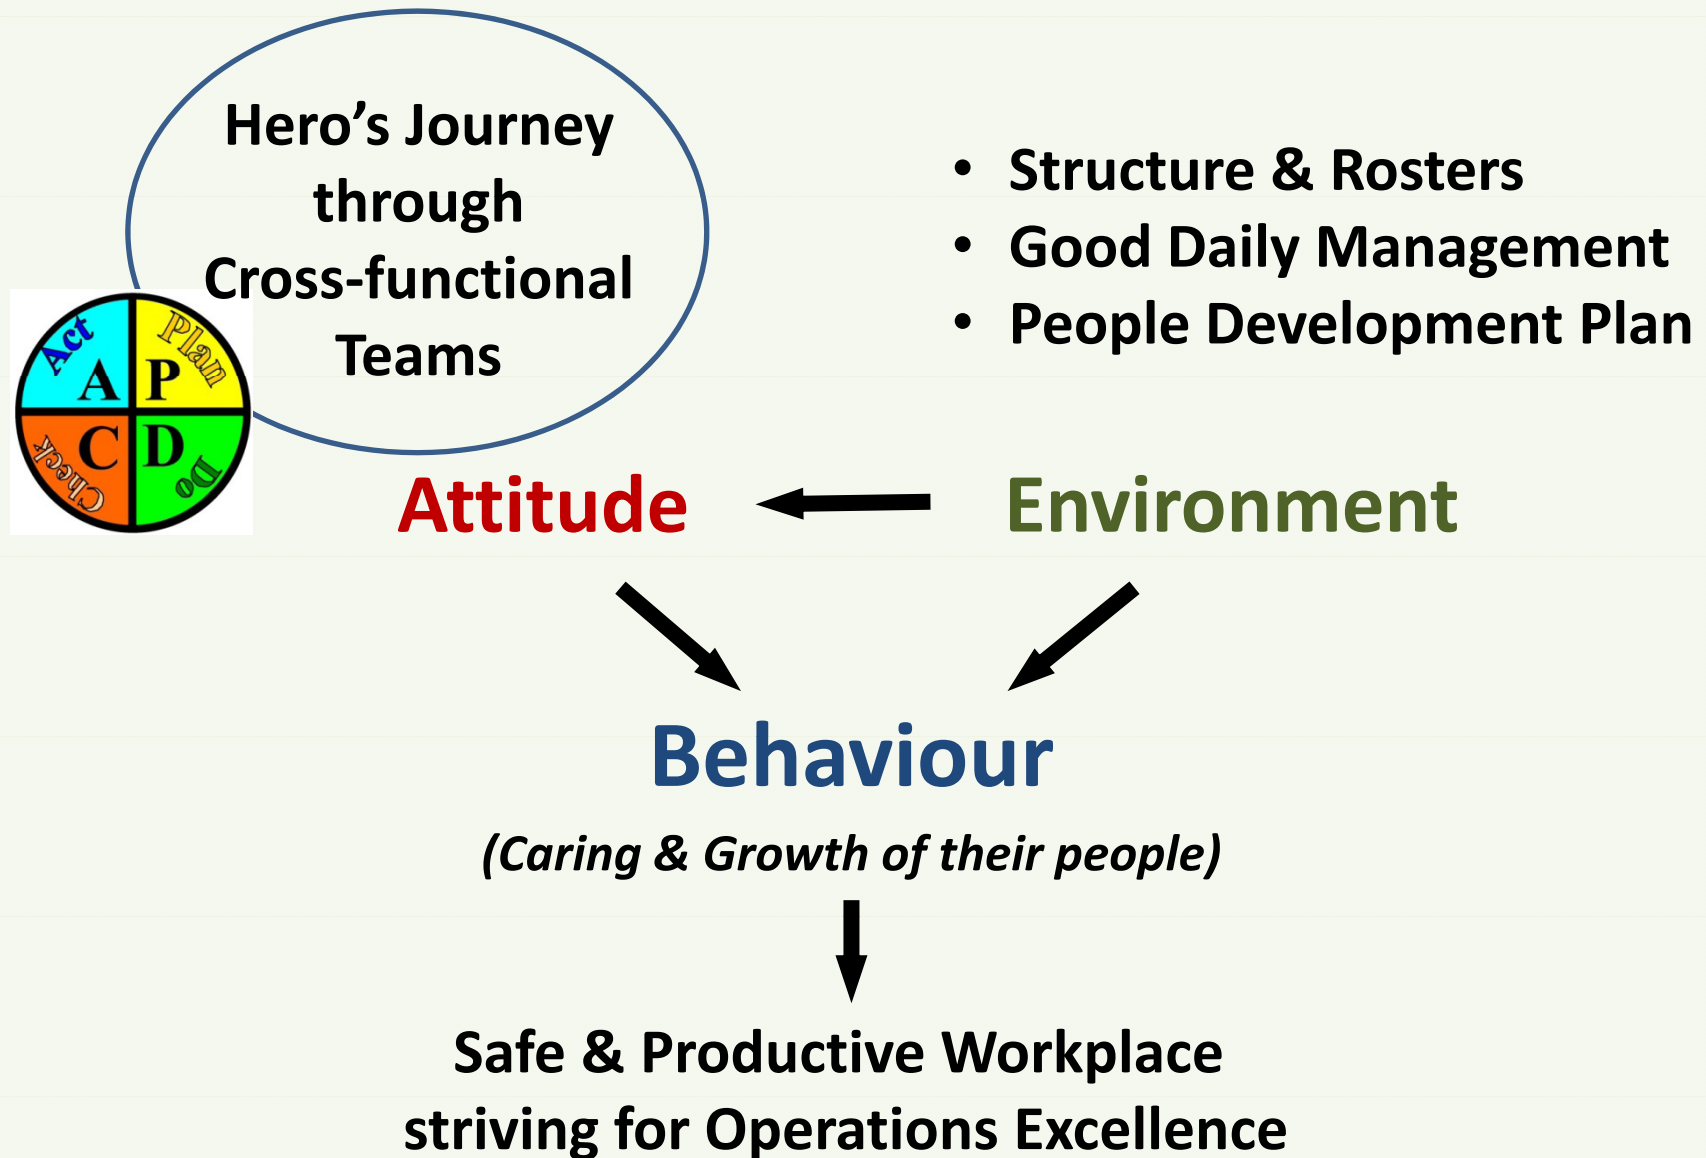 Hero’s Journey
through
Cross-functional
Teams
• Structure & Rosters
• Good Daily Management
• People Development Plan
Act
Plan
A
P
C
D
Check
Do
Attitude
Environment
Behaviour
(Caring & Growth of their people)
Safe & Productive Workplace
striving for Operations Excellence